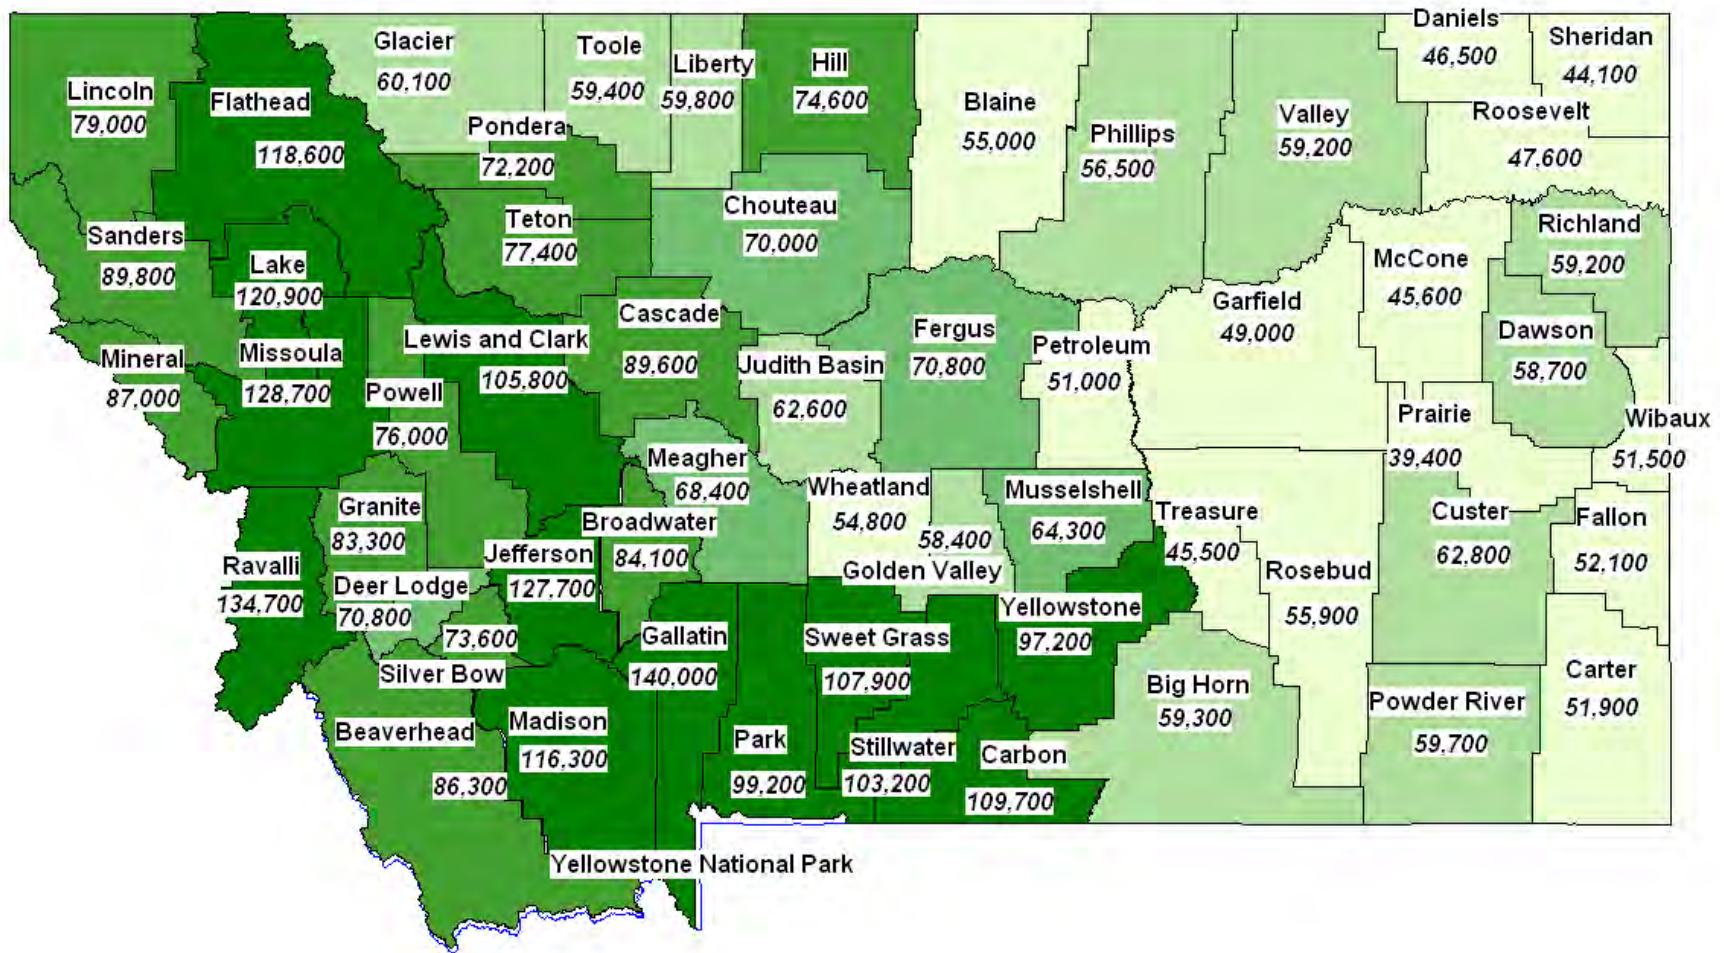 Lincoln
79,000
Flathead
118,600
Glacier
60,100
Toole
59,400
Liberty
59,800
Hill
74,600
Blaine
55,000
Phillips
56,500
Valley
59,200
Daniels
46,500
Sheridan
44,100
Roosevelt
47,600
Pondera
72,200
Teton
77,400
Chouteau
70,000
Sanders
89,800
Lake
120,900
Richland
59,200
McCone
45,600
Garfield
49,000
Dawson
58,700
Mineral
87,000
Missoula
128,700
Powell
76,000
Lewis and Clark
105,800
Cascade
89,600
Judith Basin
62,600
Fergus
70,800
Petroleum
51,000
Prairie
39,400
Wibaux
51,500
Meagher
68,400
Wheatland
54,800
58,400
Golden Valley
Musselshell
64,300
Treasure
45,500
Rosebud
55,900
Custer
62,800
Fallon
52,100
Granite
83,300
Ravalli
134,700
Deer Lodge
70,800
Jefferson
127,700
Broadwater
84,100
73,600
Silver Bow
Gallatin
140,000
Sweet Grass
107,900
Yellowstone
97,200
Big Horn
59,300
Powder River
59,700
Carter
51,900
Beaverhead
86,300
Madison
116,300
Park
99,200
Stillwater
103,200
Carbon
109,700
Yellowstone National Park